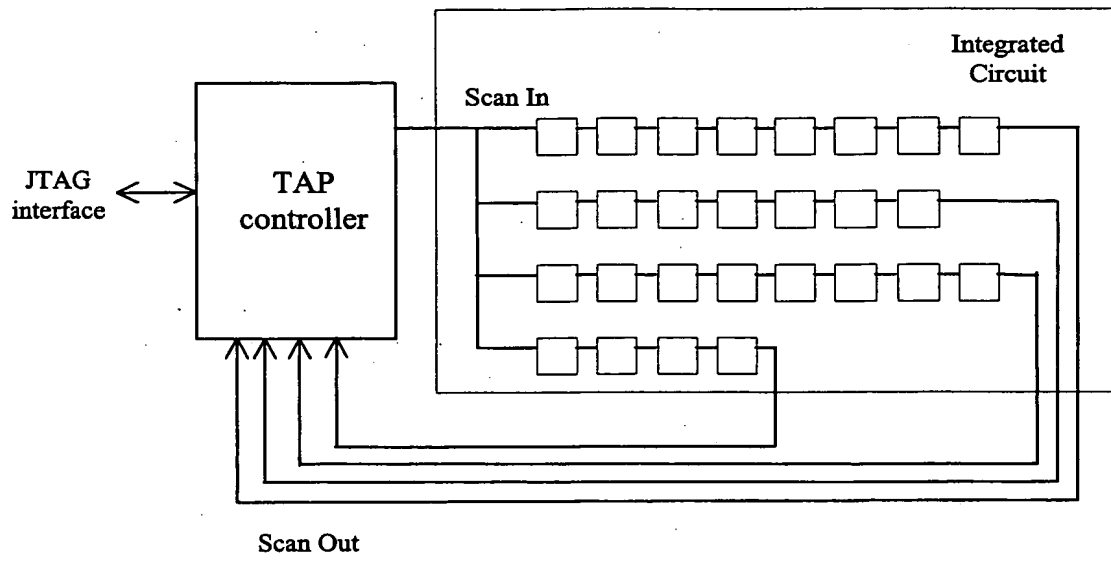 Integrated
Circuit
Scan In
JTAG
interface
TAP
controller
Scan Out